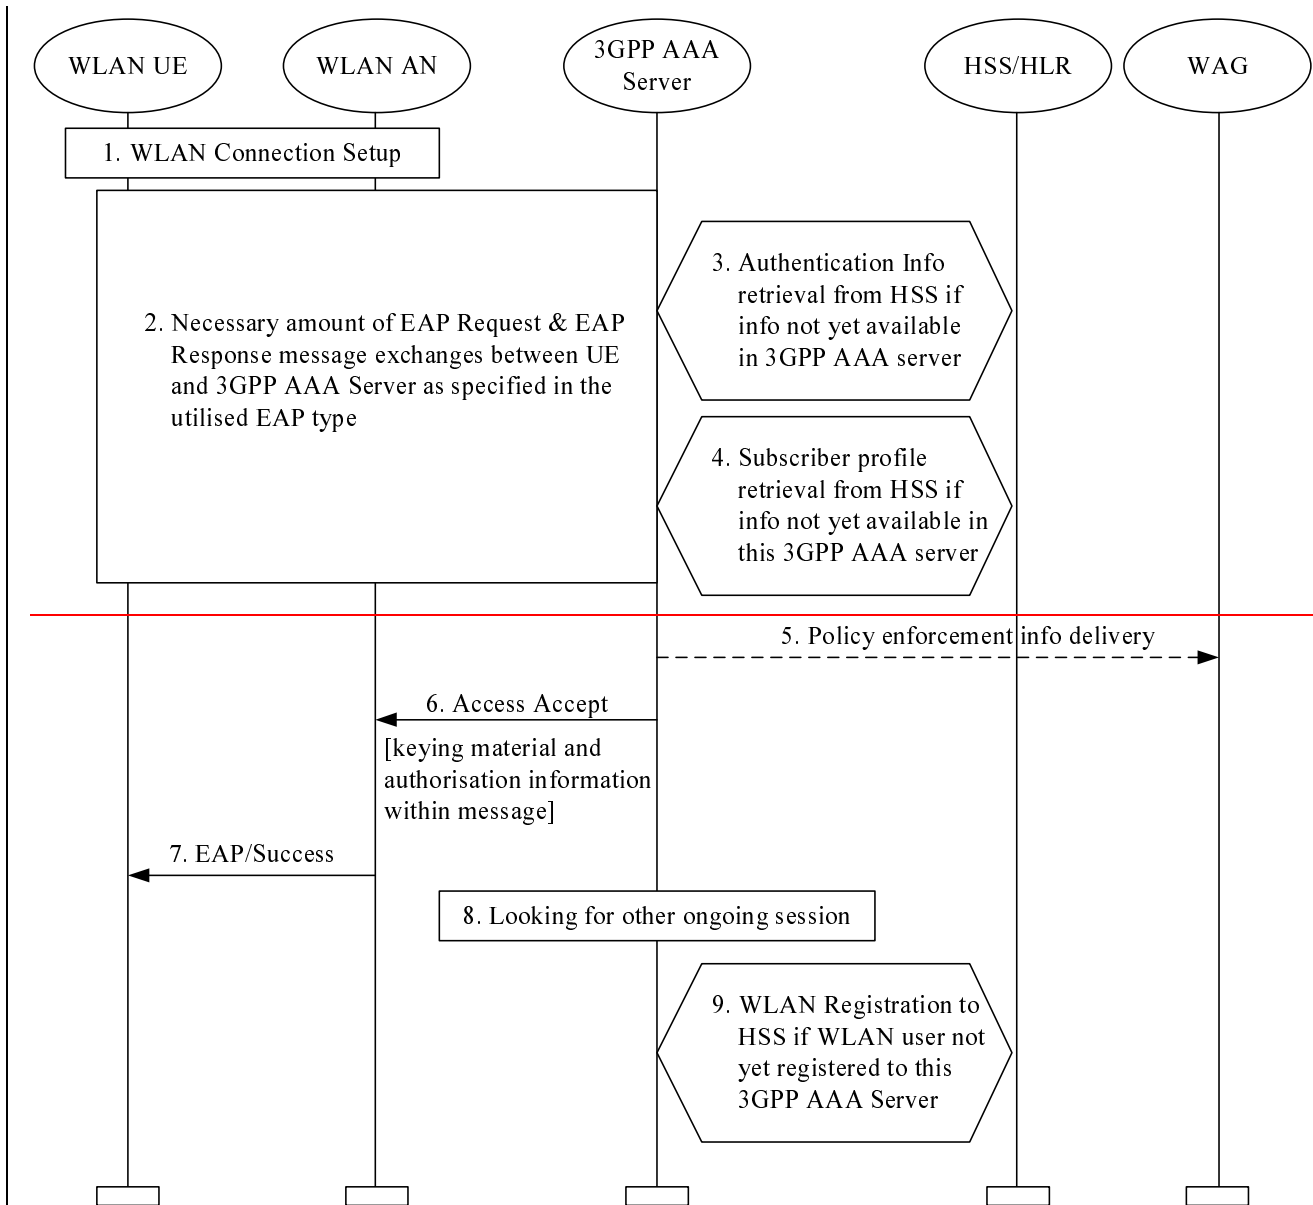 WLAN UE
WLAN AN
3GPP AAA
Server
HSS/HLR
WAG
1. WLAN Connection Setup
2. Necessary amount of EAP Request & EAP
Response message exchanges between UE
and 3GPP AAA Server as specified in the
utilised EAP type
3. Authentication Info
retrieval from HSS if
info not yet available
in 3GPP AAA server
4. Subscriber profile
retrieval from HSS if
info not yet available in
this 3GPP AAA server
5. Policy enforcement info delivery
6. Access Accept
[keying material and
authorisation information
within message]
7. EAP/Success
8. Looking for other ongoing session
9. WLAN Registration to
HSS if WLAN user not
yet registered to this
3GPP AAA Server